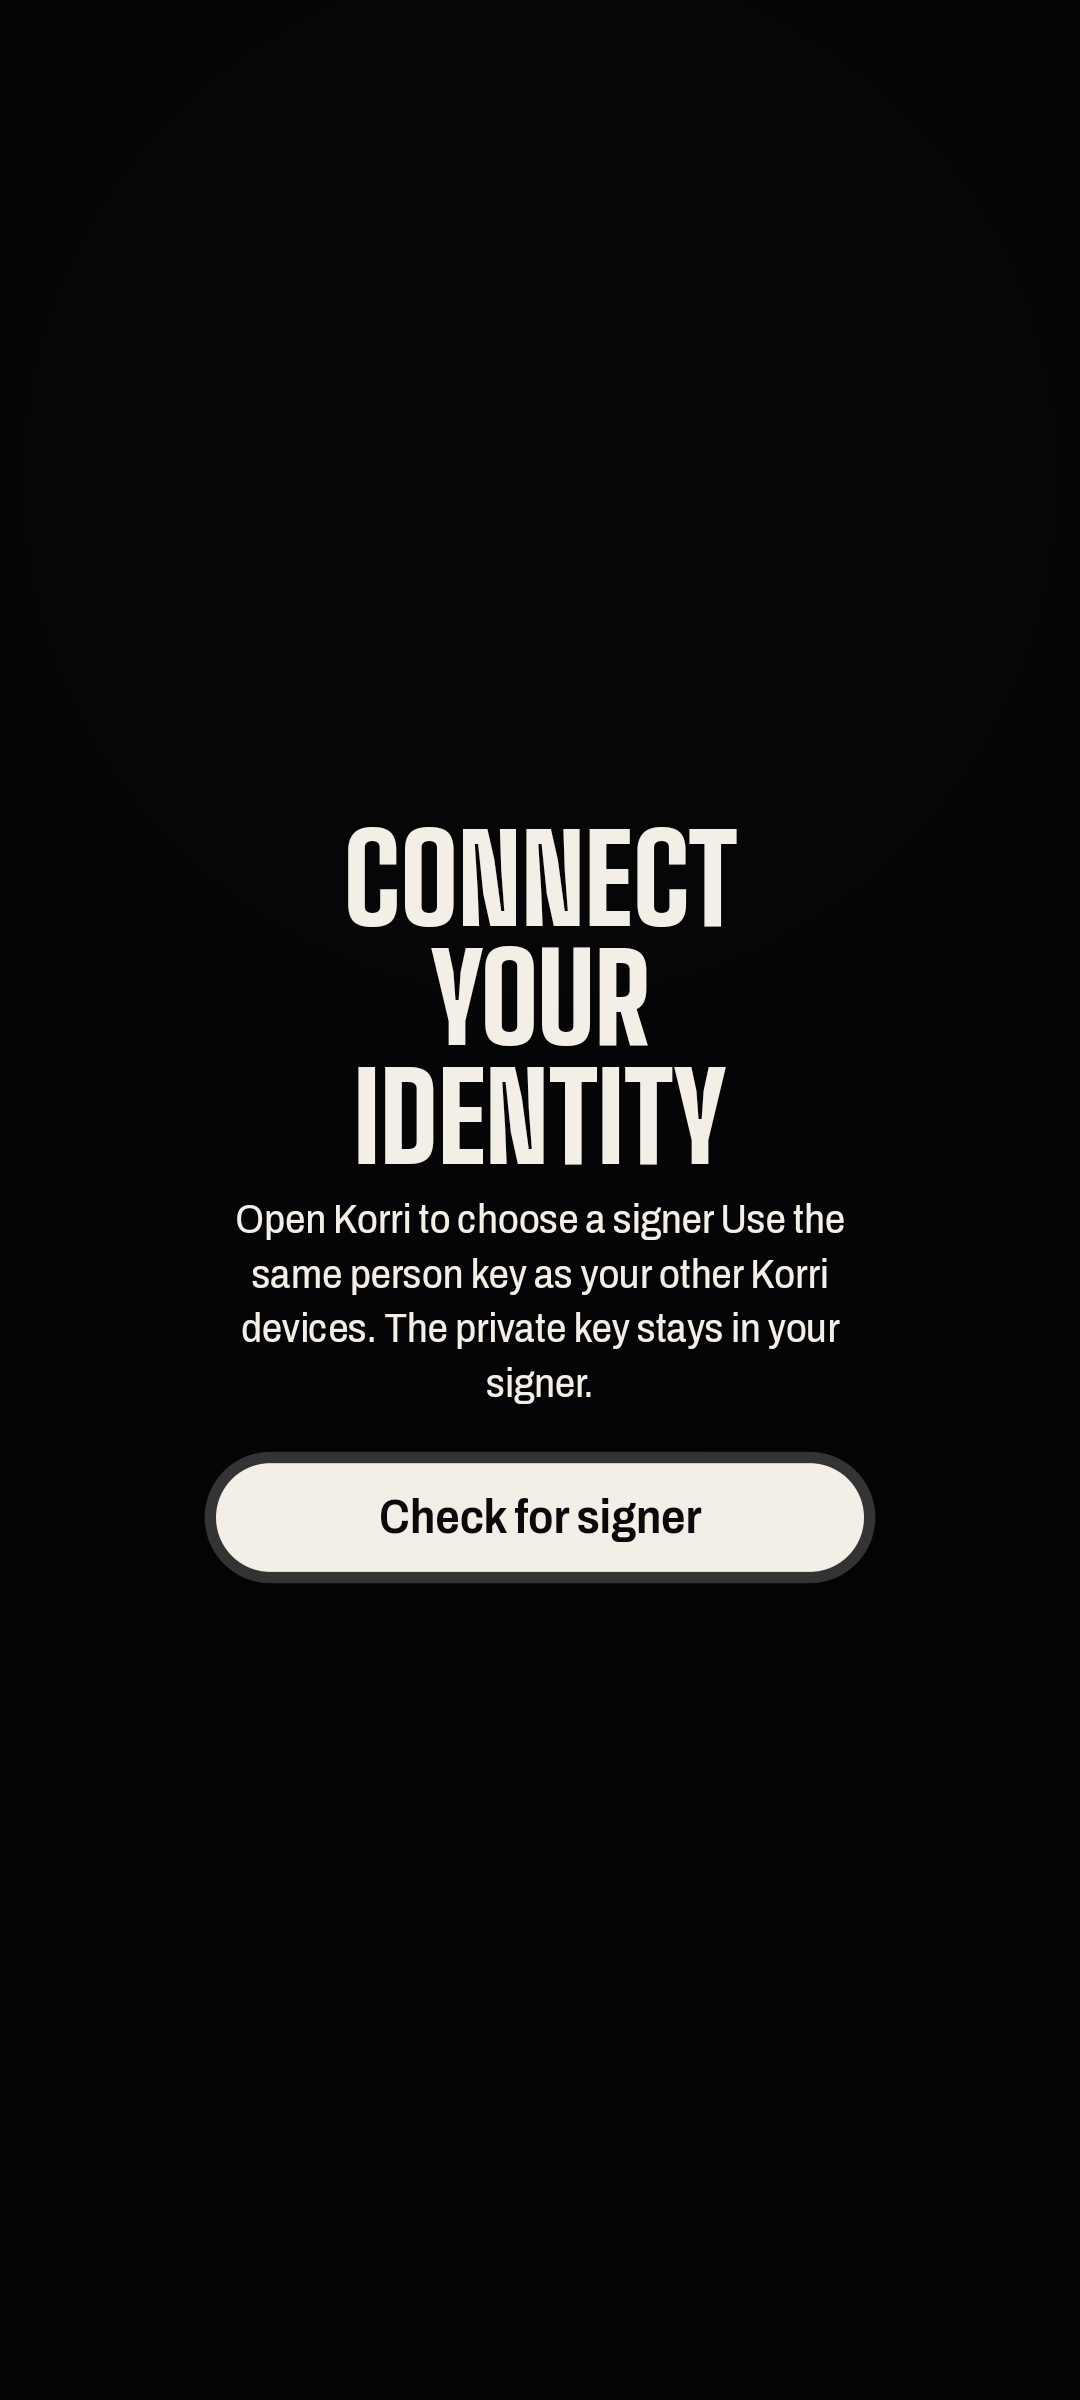 CONNECT
YOUR
IDENTITY
Open Korri to choose a signer Use the
same person key as your other Korri
devices. The private key stays in your
signer.
Check for signer